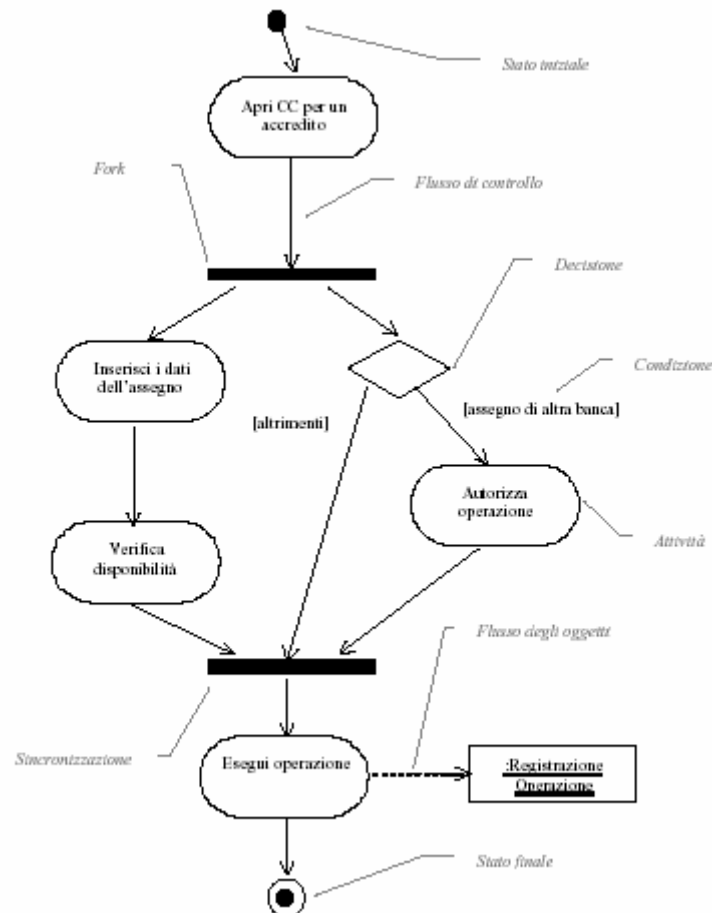 Stato iniziale
Apri CC per un
accredito
Fork
Flusso di controllo
Decisione
Inserisci i dati
dell'assegno
Condizione
[assegno di altra banca]
[altrimenti]
Autorizza
operazione
Verifica
disponibilità
Attività
Flusso degli oggetti
Sincronizzazione
Esegui operazione
:Registrazione
Operazione
Stato finale